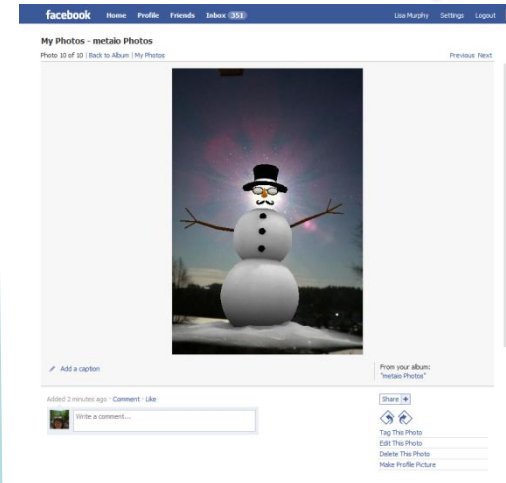 facebook Home Profile Friends Inbox 351 Lisa Murphy Settings Logout
My Photos - metaio Photos
Photo 10 of 10 | Back to Album | My Photos Previous Next
Add a caption
From your album:
"metaio Photos"
Added 2 minutes ago · Comment · Like
Write a comment...
Share +
Tag This Photo
Edit This Photo
Delete This Photo
Make Profile Picture